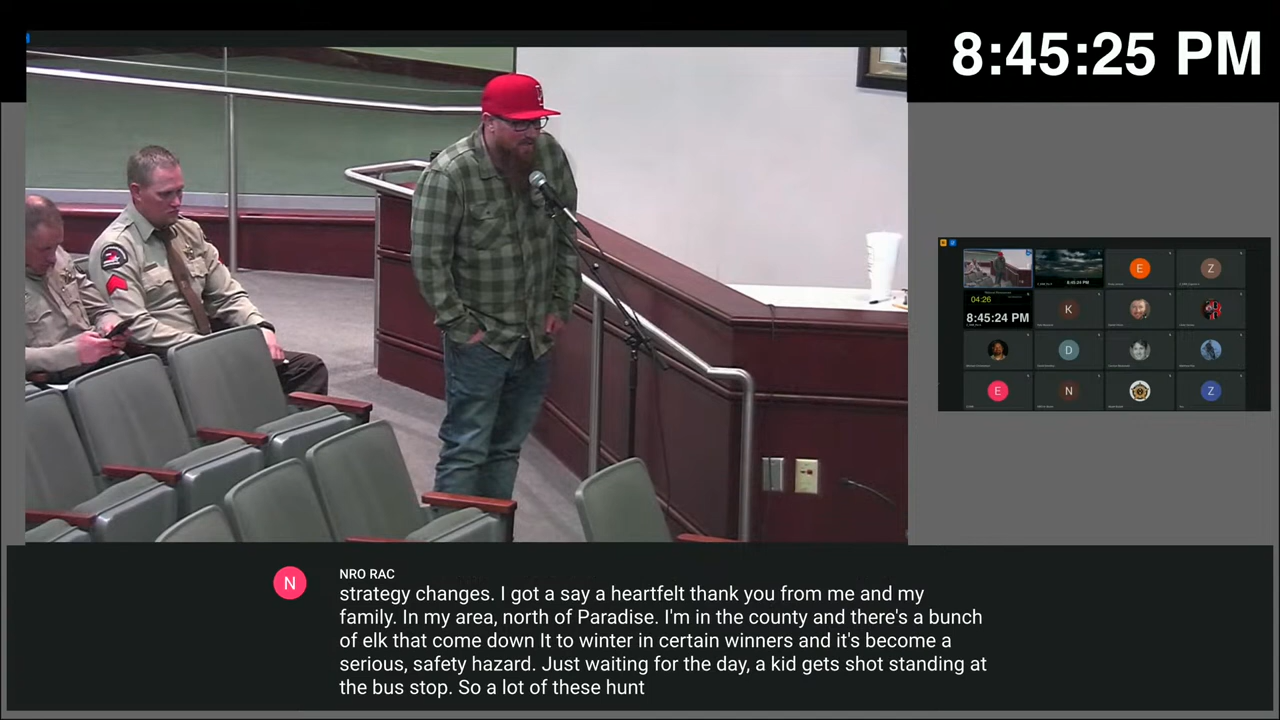 8:45:25 PM
E
Z
04:26
8:45:24 PM
K
D
E
N
Z
N
NRO RAC
strategy changes. I got a say a heartfelt thank you from me and my
family. In my area, north of Paradise. I'm in the county and there's a bunch
of elk that come down It to winter in certain winners and it's become a
serious, safety hazard. Just waiting for the day, a kid gets shot standing at
the bus stop. So a lot of these hunt